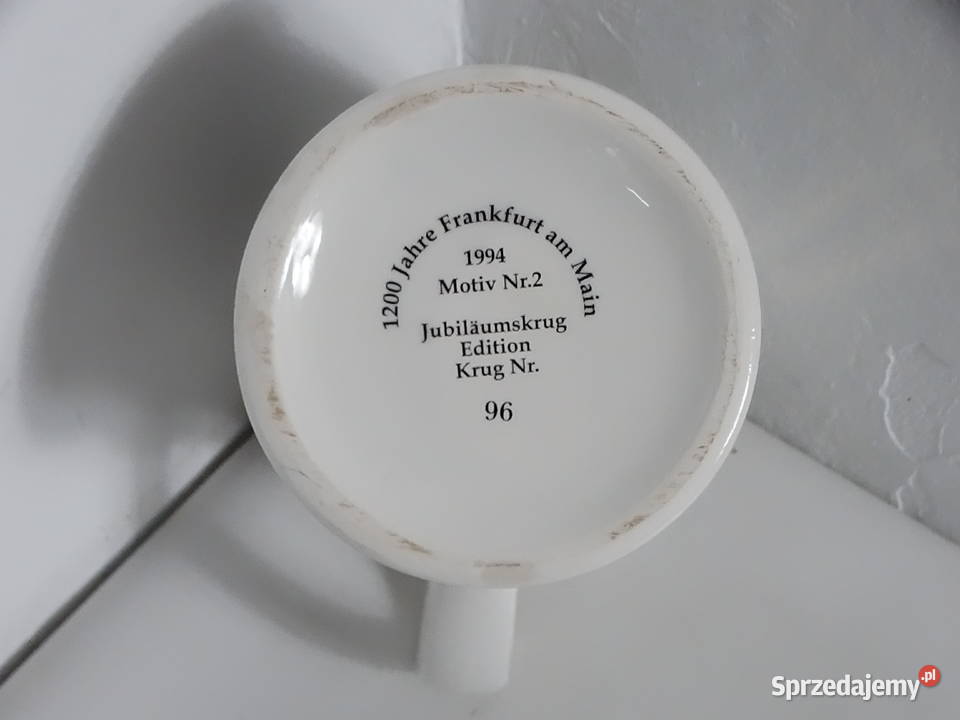 1200 Jahre Frankfurt am Main
1994
Motiv Nr.2
Jubiläumskrug
Edition
Krug Nr.
96
Sprzedajemy.pl